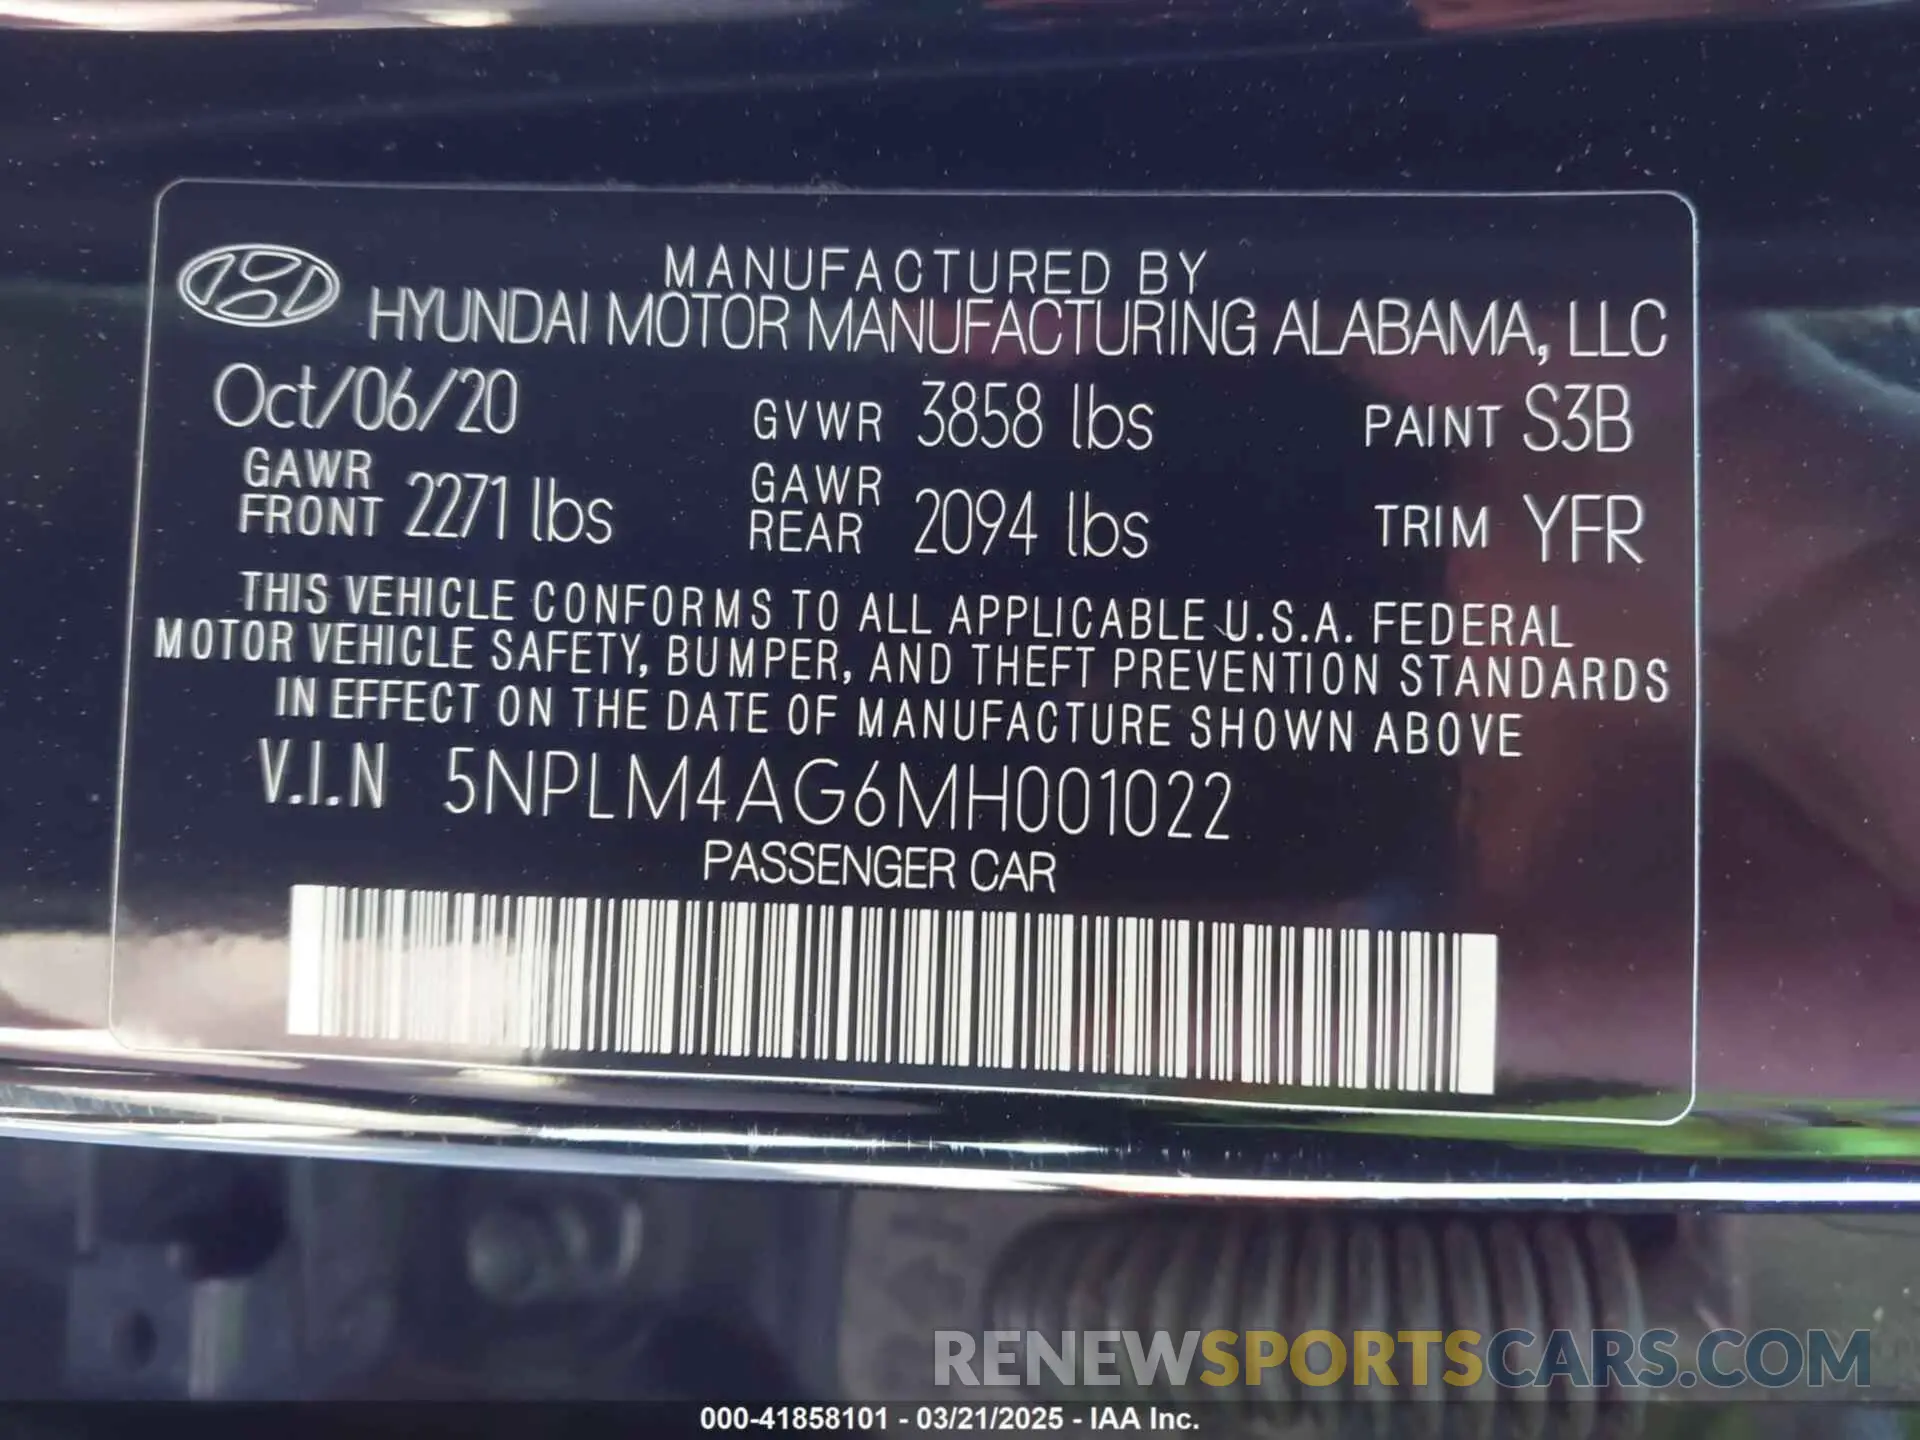 MANUFACTURED BY
HYUNDAI MOTOR MANUFACTURING ALABAMA, LLC
Oct/06/20 GVWR 3858 lbs PAINT S3B
GAWR FRONT 2271 lbs GAWR REAR 2094 lbs TRIM YFR
THIS VEHICLE CONFORMS TO ALL APPLICABLE U.S.A. FEDERAL
MOTOR VEHICLE SAFETY, BUMPER, AND THEFT PREVENTION STANDARDS
IN EFFECT ON THE DATE OF MANUFACTURE SHOWN ABOVE
V.I.N 5NPLM4AG6MH001022
PASSENGER CAR
RENEWSPORTSCARS.COM
000-41858101 - 03/21/2025 - IAA Inc.